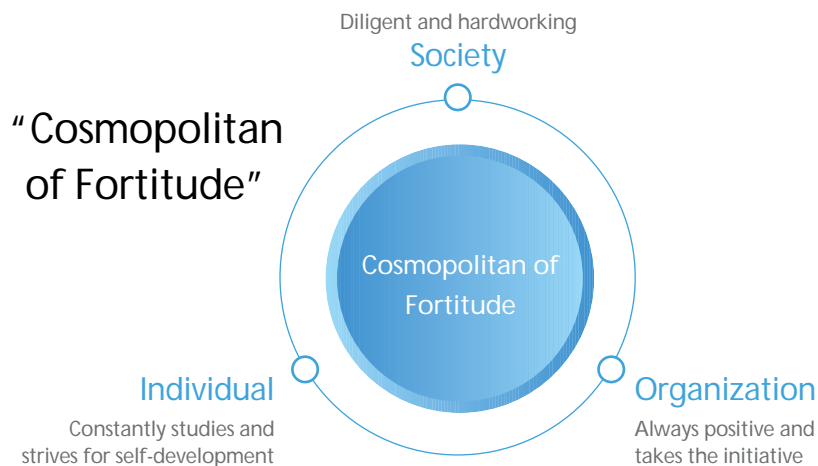 Diligent and hardworking
Society
"Cosmopolitan
of Fortitude"
Cosmopolitan of
Fortitude
Individual
Constantly studies and
strives for self-development
Organization
Always positive and
takes the initiative